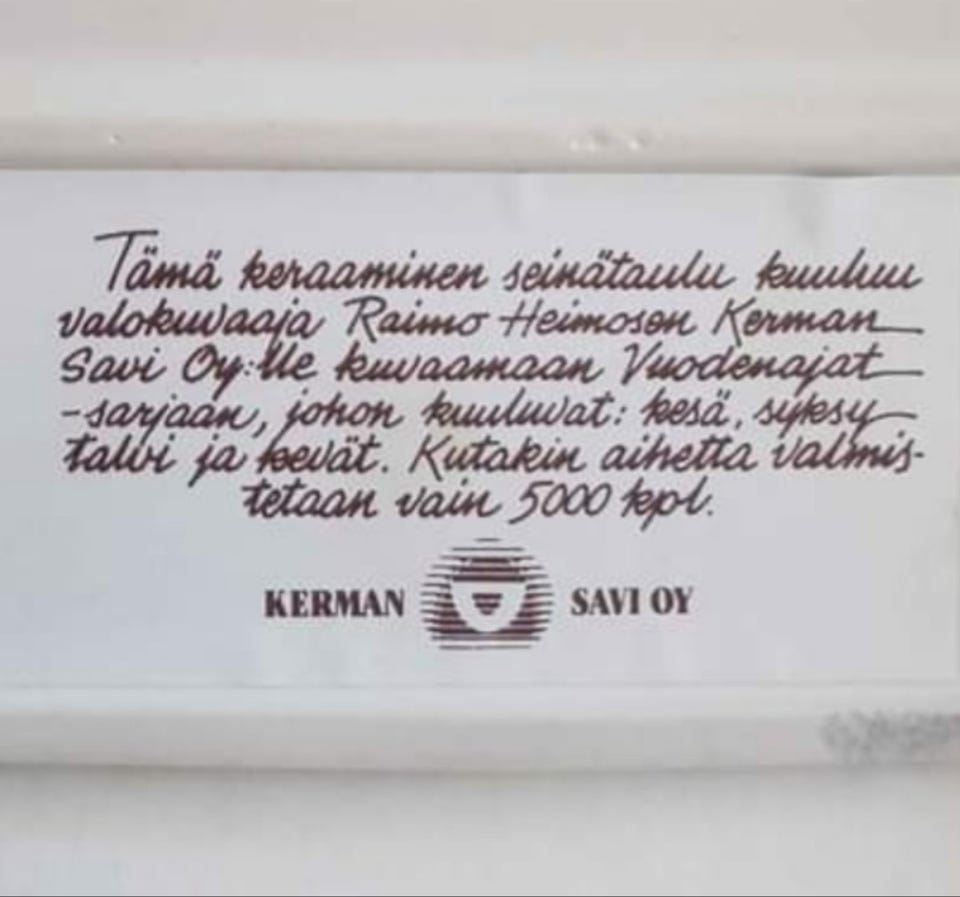 Tämä keraaminen seinätaulu kuuluu
valokuvaaja Raimo Heimosen Kerman
Savi Oy:lle kuvaamaan Vuodenajat
-sarjaan, johon kuuluvat: kesä, syksy
talvi ja kevät. Kutakin aihetta valmis-
tetaan vain 5000 kpl.
KERMAN SAVI OY